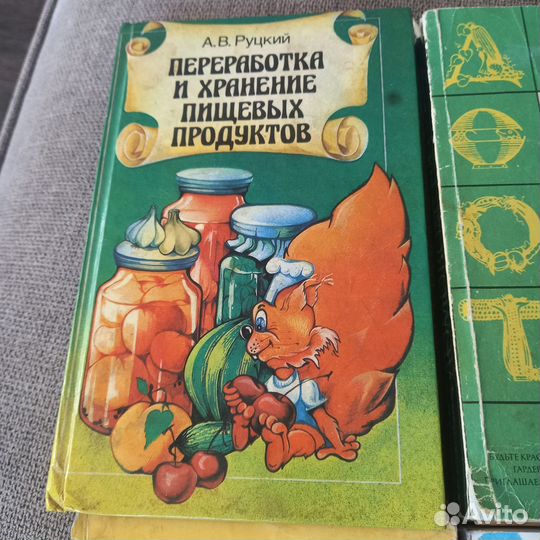 А.В. Руцкий
ПЕРЕРАБОТКА
И ХРАНЕНИЕ
ПИЩЕВЫХ
ПРОДУКТОВ
А
Ф
О
Т
Avito